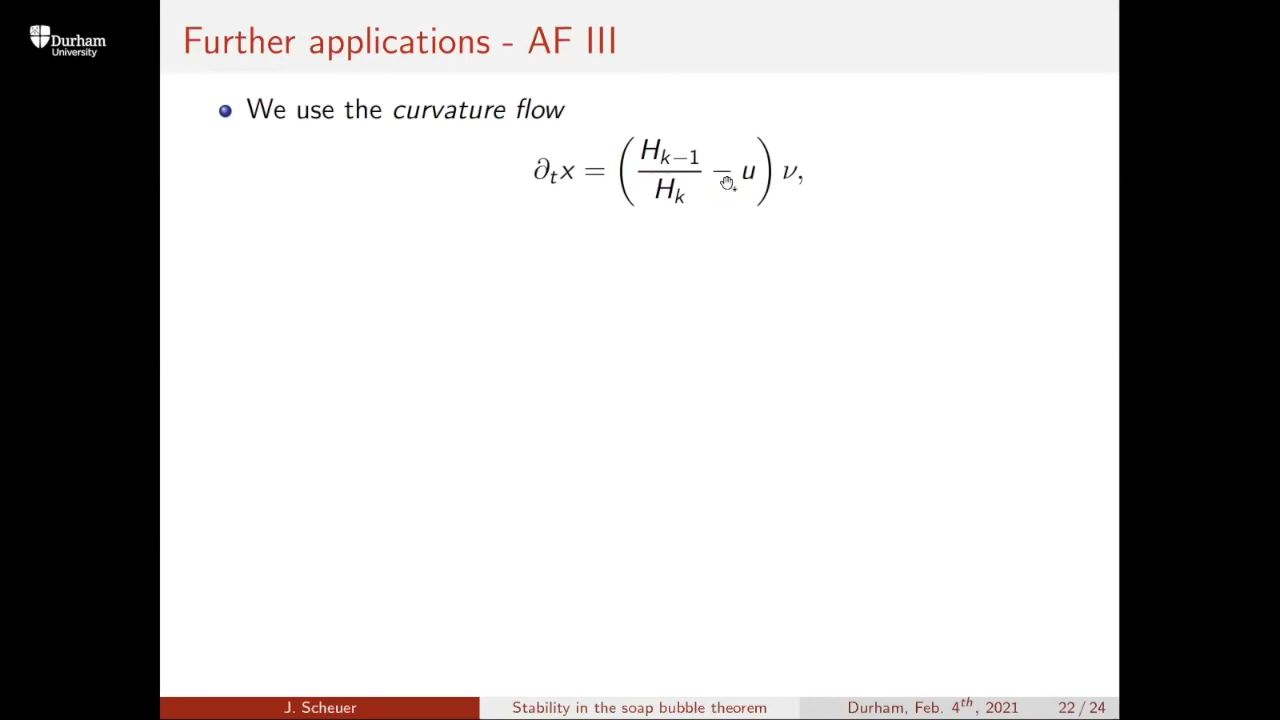 Durham
University
Further applications - AF III
We use the curvature flow
∂ₜx = (Hₖ₋₁/Hₖ − u) ν,
J. Scheuer
Stability in the soap bubble theorem
Durham, Feb. 4th, 2021
22 / 24